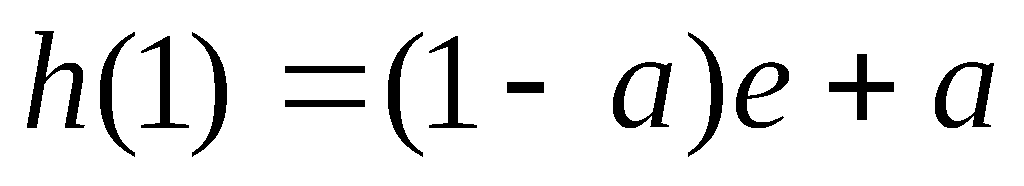 h(1) = (1 - a)e + a